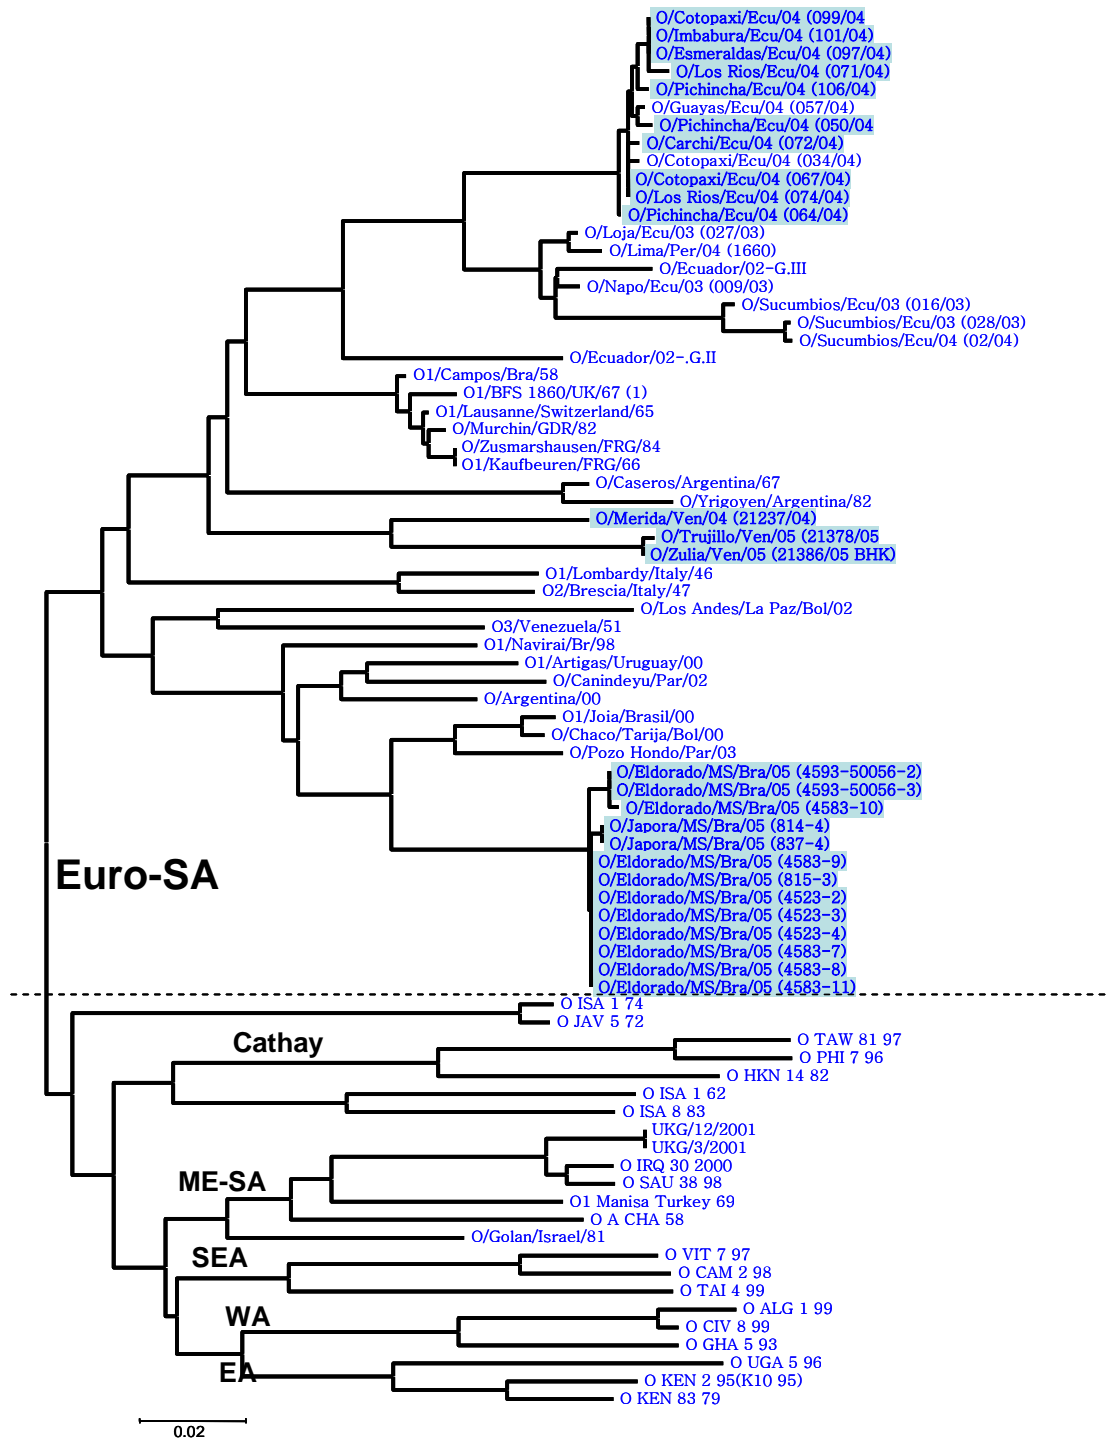 O/Cotopaxi/Ecu/04 (099/04
O/Imbabura/Ecu/04 (101/04)
O/Esmeraldas/Ecu/04 (097/04)
O/Los Rios/Ecu/04 (071/04)
O/Pichincha/Ecu/04 (106/04)
O/Guayas/Ecu/04 (057/04)
O/Pichincha/Ecu/04 (050/04
O/Carchi/Ecu/04 (072/04)
O/Cotopaxi/Ecu/04 (034/04)
O/Cotopaxi/Ecu/04 (067/04)
O/Los Rios/Ecu/04 (074/04)
O/Pichincha/Ecu/04 (064/04)
O/Loja/Ecu/03 (027/03)
O/Lima/Per/04 (1660)
O/Ecuador/02-G.III
O/Napo/Ecu/03 (009/03)
O/Sucumbios/Ecu/03 (016/03)
O/Sucumbios/Ecu/03 (028/03)
O/Sucumbios/Ecu/04 (02/04)
O/Ecuador/02-.G.II
O1/Campos/Bra/58
O1/BFS 1860/UK/67 (1)
O1/Lausanne/Switzerland/65
O/Murchin/GDR/82
O/Zusmarshausen/FRG/84
O1/Kaufbeuren/FRG/66
O/Caseros/Argentina/67
O/Yrigoyen/Argentina/82
O/Merida/Ven/04 (21237/04)
O/Trujillo/Ven/05 (21378/05
O/Zulia/Ven/05 (21386/05 BHK)
O1/Lombardy/Italy/46
O2/Brescia/Italy/47
O/Los Andes/La Paz/Bol/02
O3/Venezuela/51
O1/Navirai/Br/98
O1/Artigas/Uruguay/00
O/Canindeyu/Par/02
O/Argentina/00
O1/Joia/Brasil/00
O/Chaco/Tarija/Bol/00
O/Pozo Hondo/Par/03
O/Eldorado/MS/Bra/05 (4593-50056-2)
O/Eldorado/MS/Bra/05 (4593-50056-3)
O/Eldorado/MS/Bra/05 (4583-10)
O/Japora/MS/Bra/05 (814-4)
O/Japora/MS/Bra/05 (837-4)
O/Eldorado/MS/Bra/05 (4583-9)
Euro-SA
O/Eldorado/MS/Bra/05 (815-3)
O/Eldorado/MS/Bra/05 (4523-2)
O/Eldorado/MS/Bra/05 (4523-3)
O/Eldorado/MS/Bra/05 (4523-4)
O/Eldorado/MS/Bra/05 (4583-7)
O/Eldorado/MS/Bra/05 (4583-8)
O/Eldorado/MS/Bra/05 (4583-11)
O ISA 1 74
O JAV 5 72
Cathay
O TAW 81 97
O PHI 7 96
O HKN 14 82
O ISA 1 62
O ISA 8 83
UKG/12/2001
UKG/3/2001
O IRQ 30 2000
ME-SA
O SAU 38 98
O1 Manisa Turkey 69
O A CHA 58
O/Golan/Israel/81
SEA
O VIT 7 97
O CAM 2 98
O TAI 4 99
WA
O ALG 1 99
O CIV 8 99
O GHA 5 93
O UGA 5 96
EA
O KEN 2 95(K10 95)
O KEN 83 79
0.02